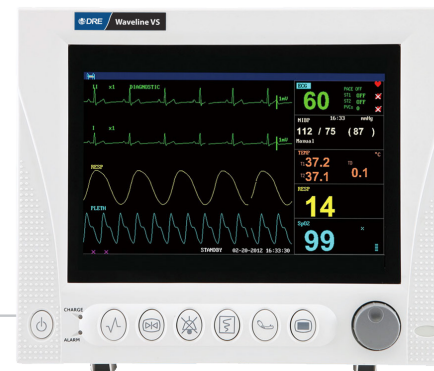 DRE Waveline VS
II x1 DIAGNOSTIC
1mV
I x1
1mV
RESP
PLETH
STANDBY 02-20-2012 16:33:30
ECG
60
PACE OFF
ST1 OFF
ST2 OFF
PVCs 0
NIBP 16:33 mmHg
112 / 75 (87 )
Manual
TEMP °C
T1 37.2 TD
T2 37.1 0.1
RESP
14
SpO2
99
CHARGE
ALARM